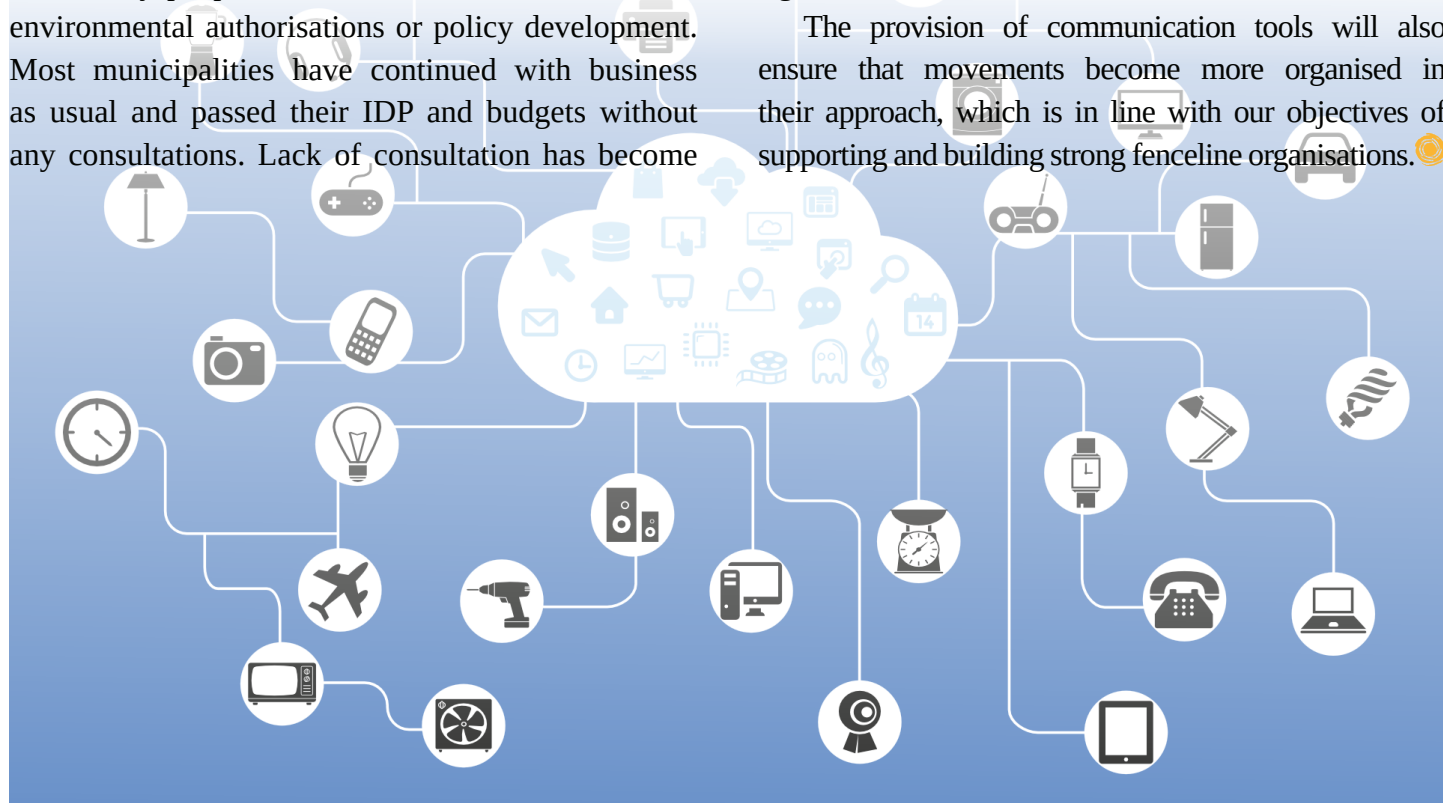 environmental authorisations or policy development.
Most municipalities have continued with business
as usual and passed their IDP and budgets without
any consultations. Lack of consultation has become
The provision of communication tools will also
ensure that movements become more organised in
their approach, which is in line with our objectives of
supporting and building strong fenceline organisations.
14